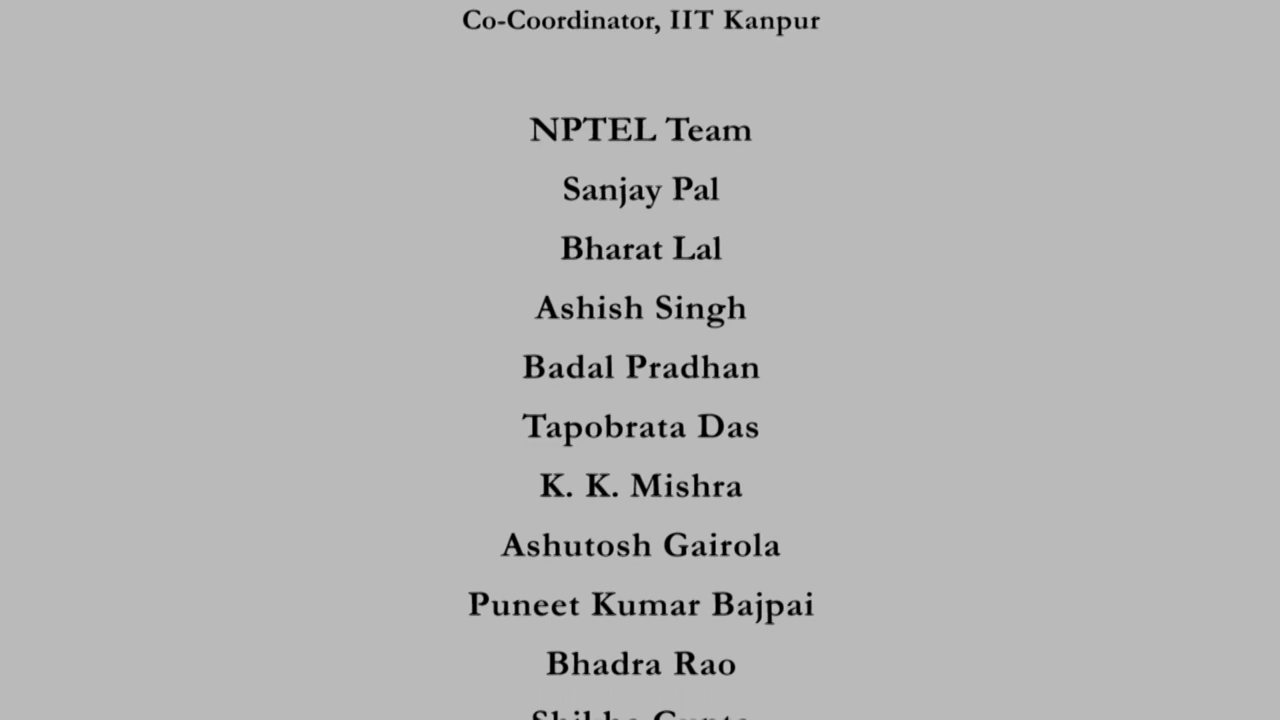 Co-Coordinator, IIT Kanpur
NPTEL Team
Sanjay Pal
Bharat Lal
Ashish Singh
Badal Pradhan
Tapobrata Das
K. K. Mishra
Ashutosh Gairola
Puneet Kumar Bajpai
Bhadra Rao